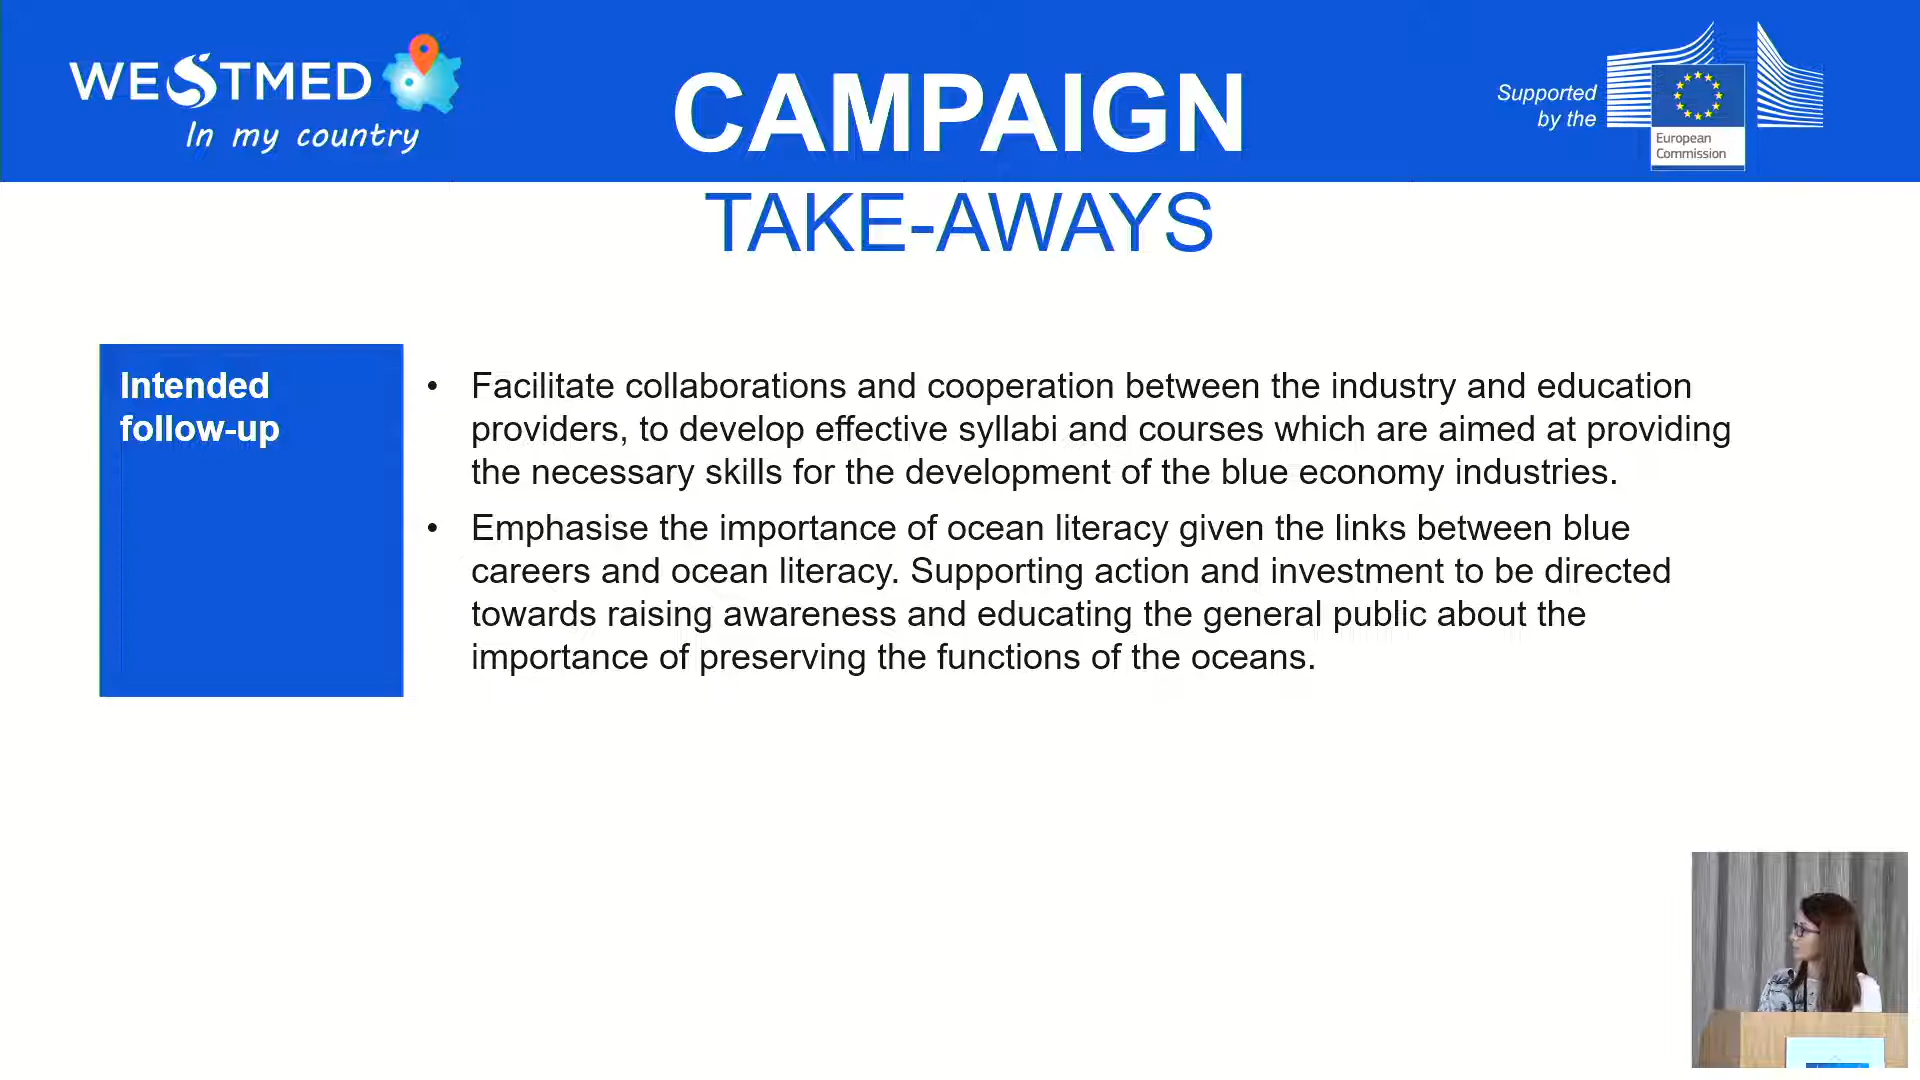 WESTMED
In my country
CAMPAIGN
Supported
by the
European
Commission
TAKE-AWAYS
Intended
follow-up
• Facilitate collaborations and cooperation between the industry and education
providers, to develop effective syllabi and courses which are aimed at providing
the necessary skills for the development of the blue economy industries.
• Emphasise the importance of ocean literacy given the links between blue
careers and ocean literacy. Supporting action and investment to be directed
towards raising awareness and educating the general public about the
importance of preserving the functions of the oceans.